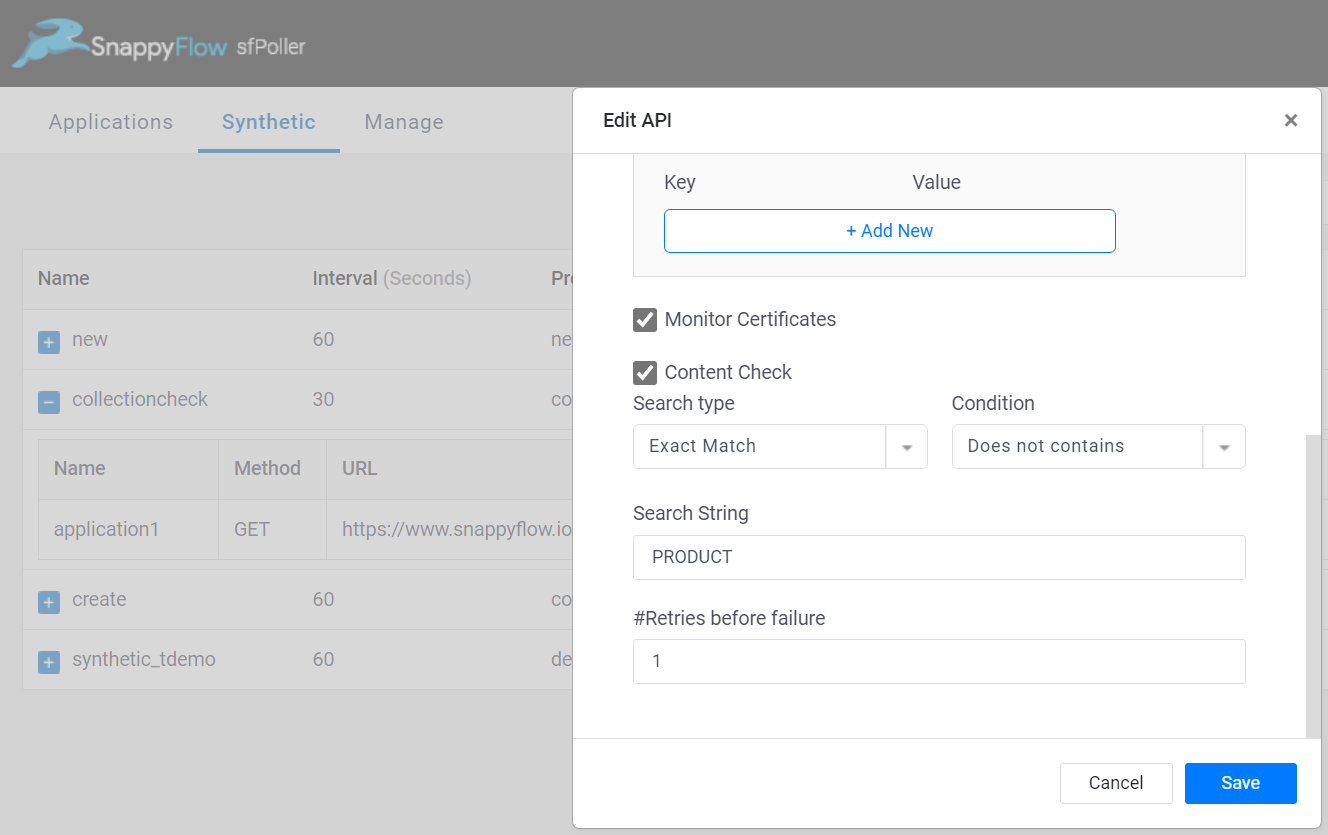 SnappyFlow sfPoller
Applications Synthetic Manage
Name Interval (Seconds) Pr
+ new 60 ne
− collectioncheck 30 co
Name Method URL
application1 GET https://www.snappyflow.io
+ create 60 co
+ synthetic_tdemo 60 de
Edit API ×
Key Value
+ Add New
Monitor Certificates
Content Check
Search type Condition
Exact Match Does not contains
Search String
PRODUCT
#Retries before failure
1
Cancel Save